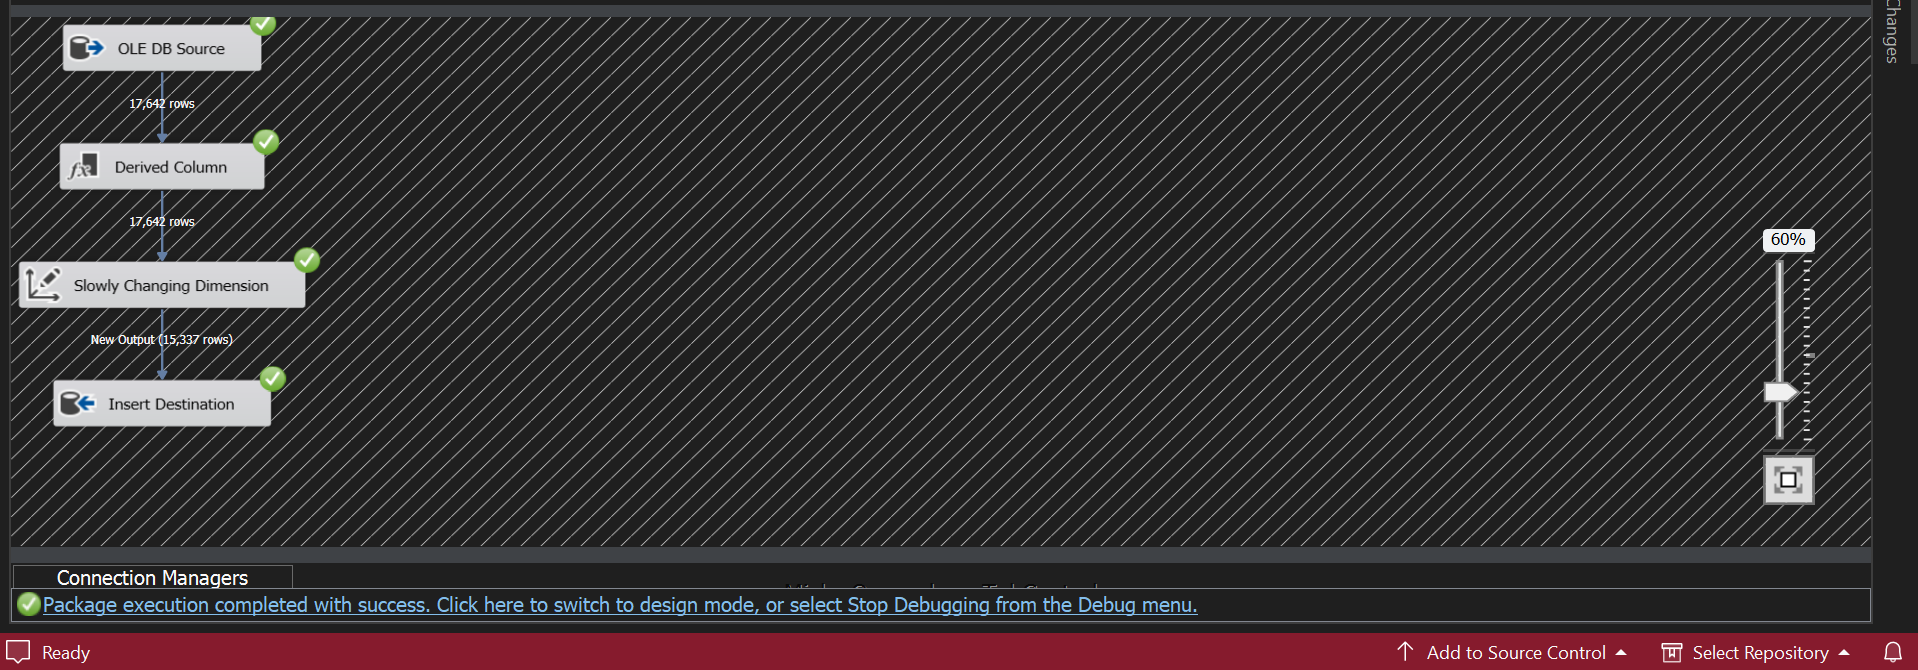 Changes
OLE DB Source
17,642 rows
Derived Column
17,642 rows
60%
Slowly Changing Dimension
New Output (15,337 rows)
Insert Destination
Connection Managers
Package execution completed with success. Click here to switch to design mode, or select Stop Debugging from the Debug menu.
Ready
Add to Source Control
Select Repository